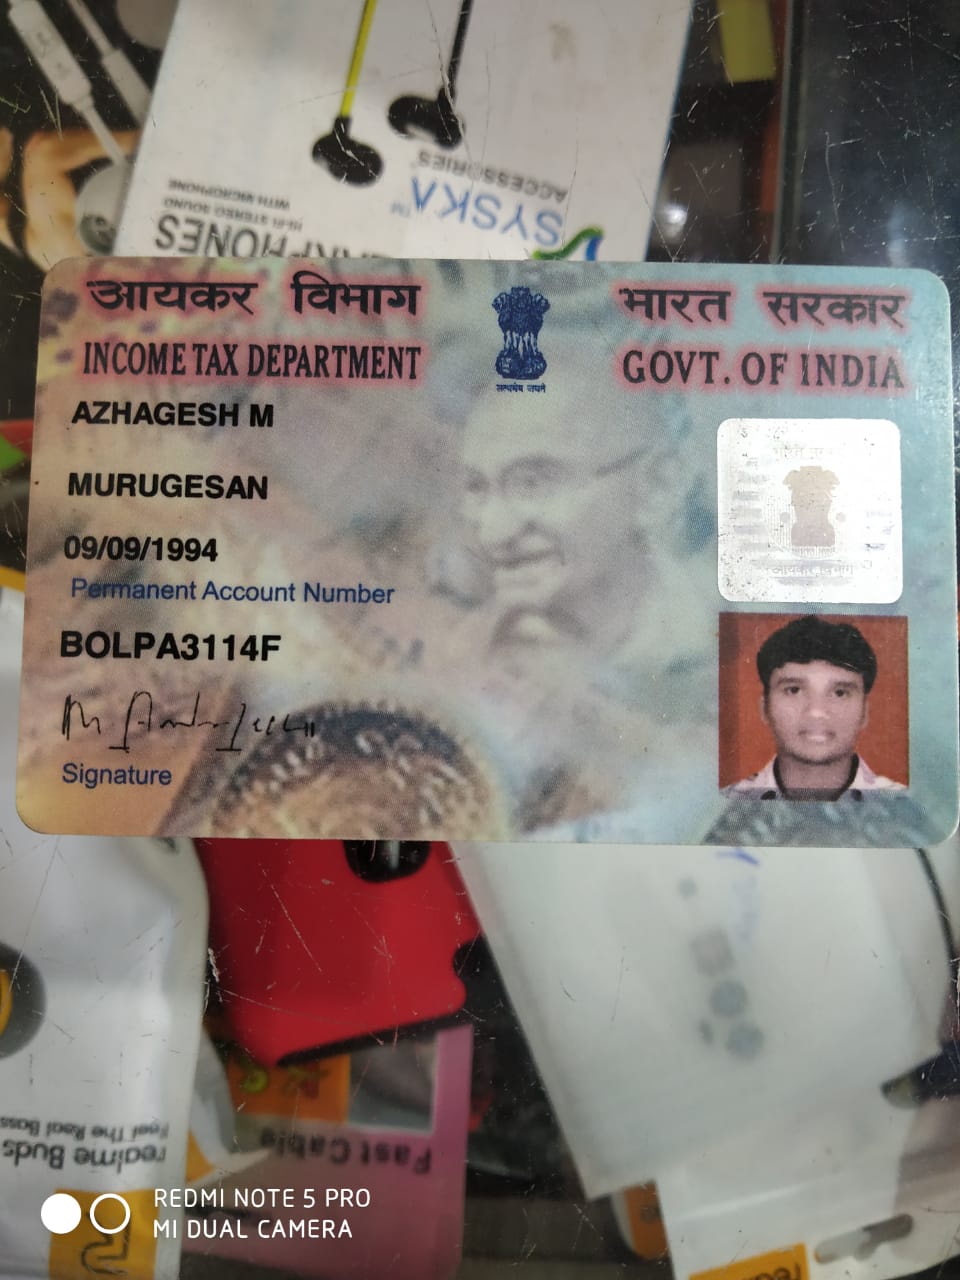 SYSKA
ACCESSORIES
EARPHONES
HI-FI STEREO SOUND
WITH MICROPHONE
आयकर विभाग
INCOME TAX DEPARTMENT
सत्यमेव जयते
भारत सरकार
GOVT. OF INDIA
AZHAGESH M
MURUGESAN
09/09/1994
Permanent Account Number
BOLPA3114F
Signature
realme Buds
Feel The Real Bass
Fast Cable
REDMI NOTE 5 PRO
MI DUAL CAMERA